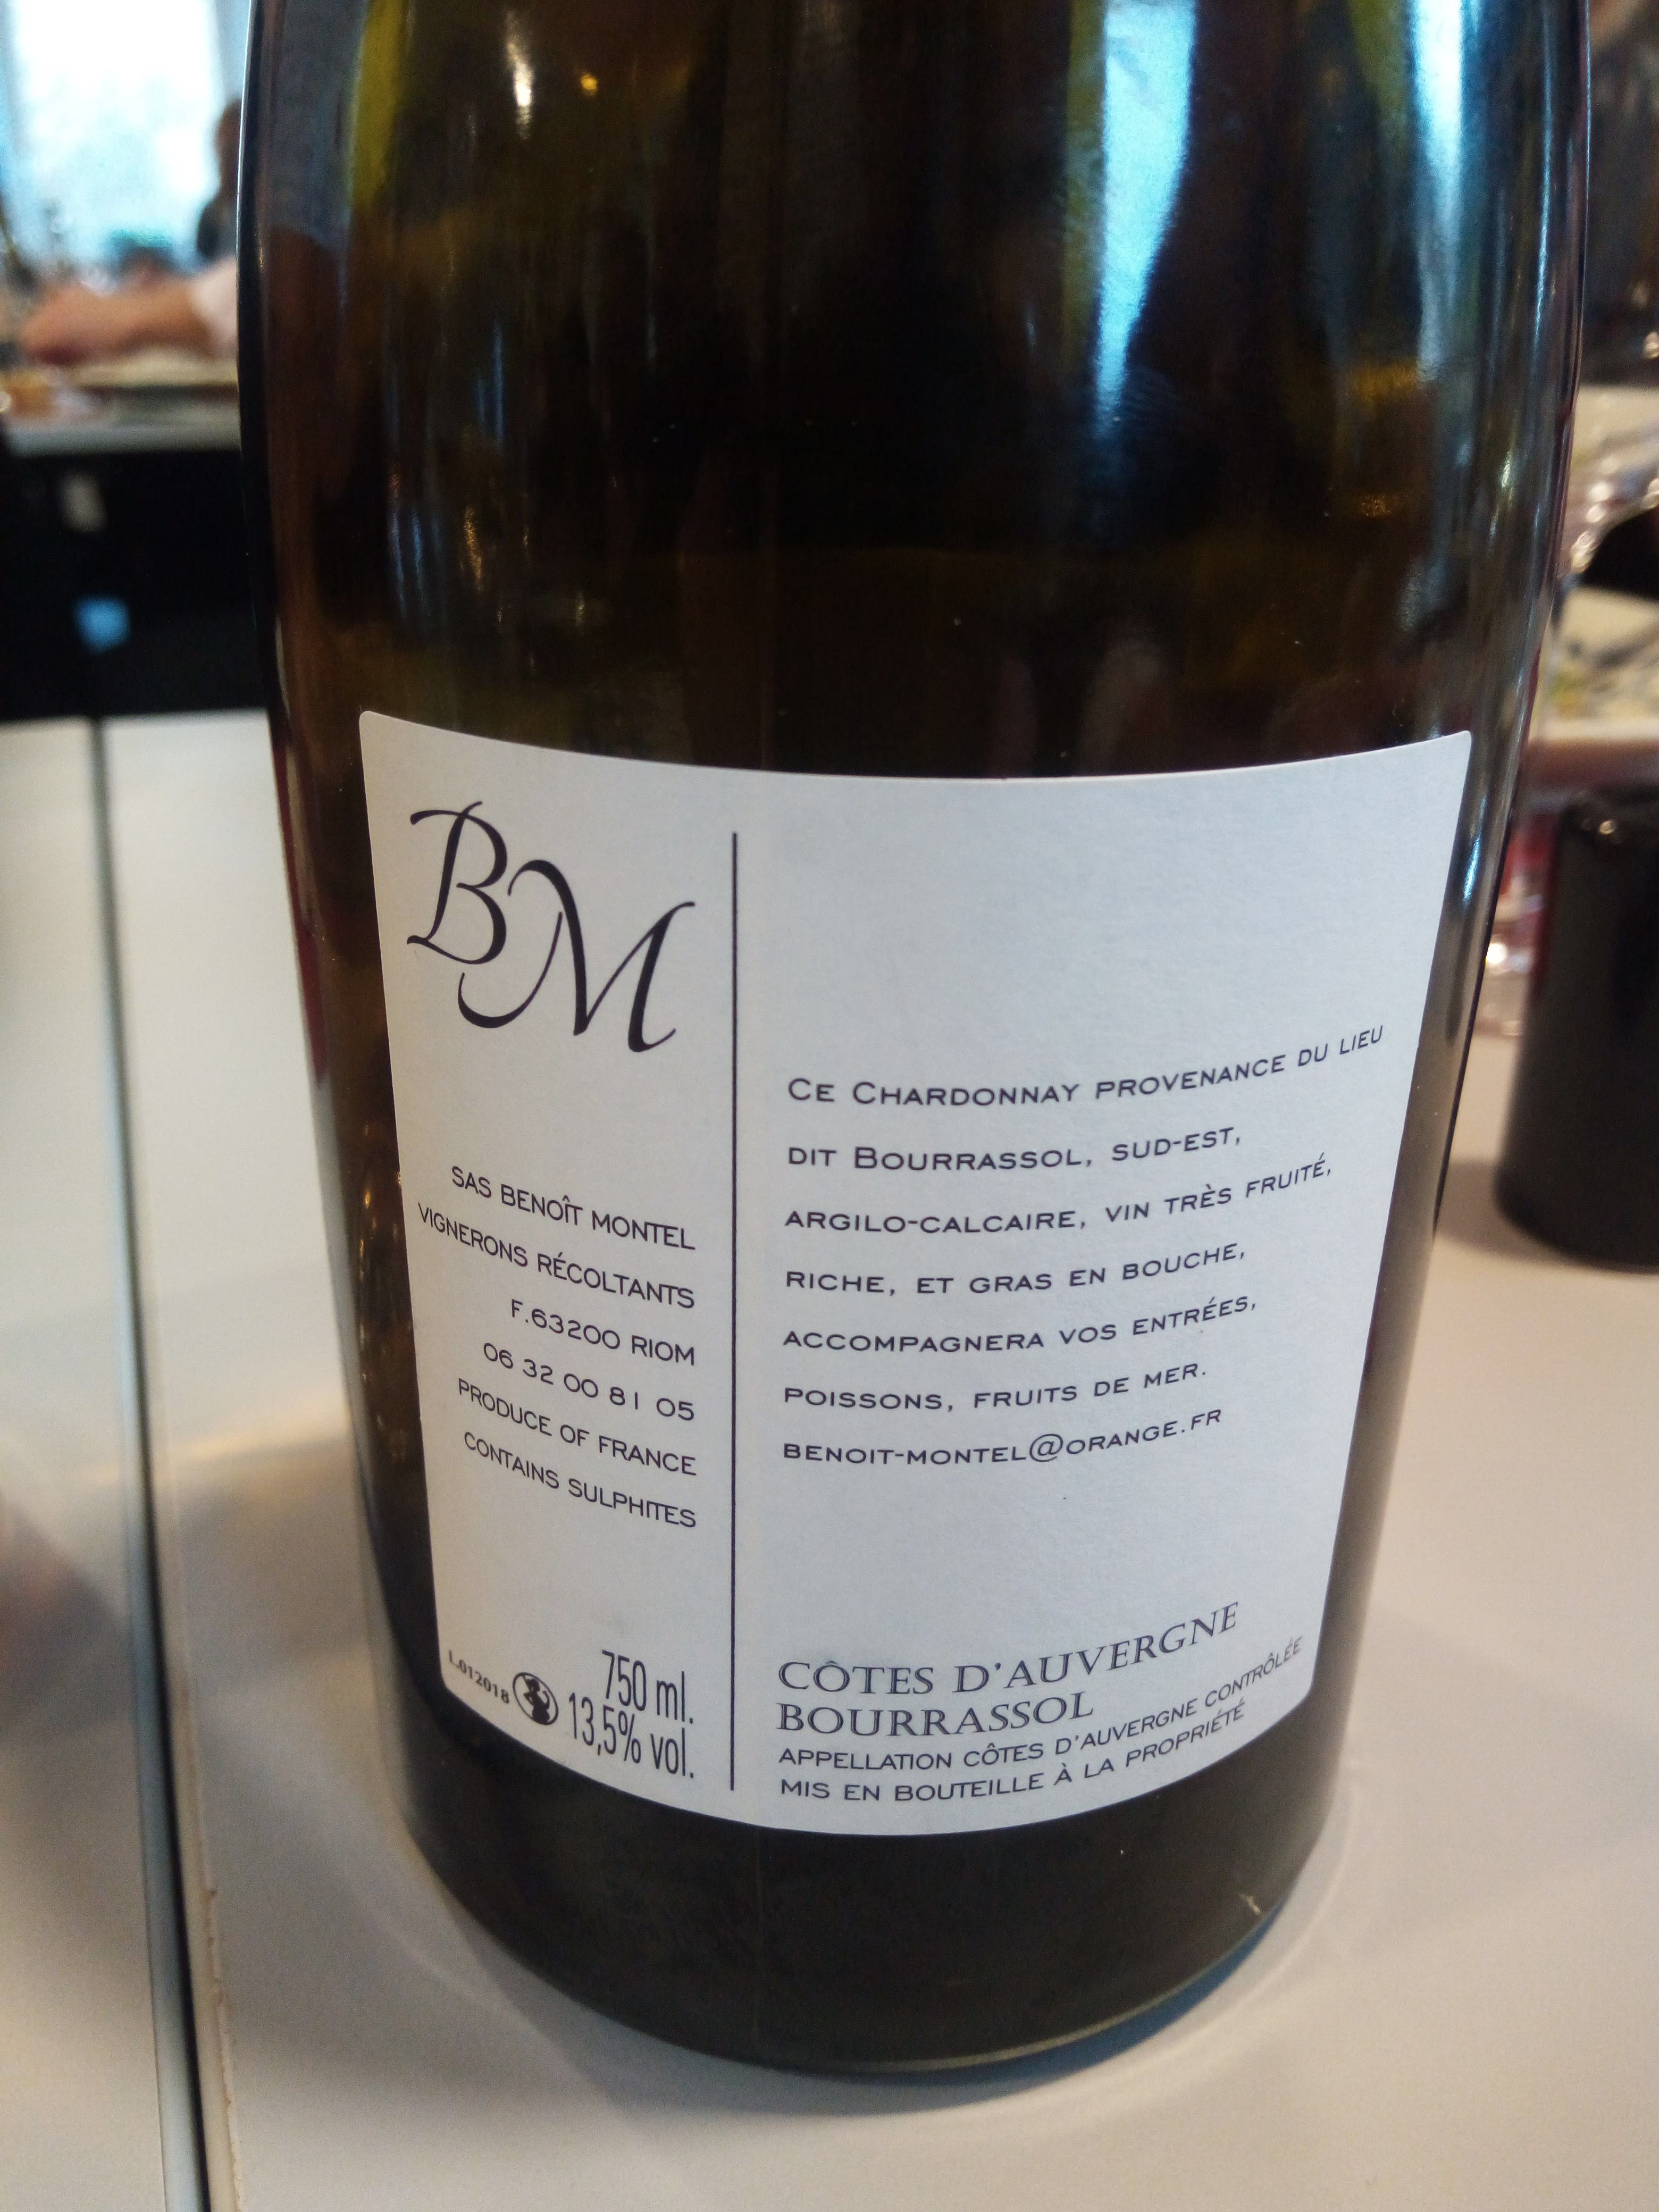 BM
SAS BENOÎT MONTEL
VIGNERONS RÉCOLTANTS
F.63200 RIOM
06 32 00 81 05
PRODUCE OF FRANCE
CONTAINS SULPHITES
L.012018
750 ml.
13,5% vol.
CE CHARDONNAY PROVENANCE DU LIEU
DIT BOURRASSOL, SUD-EST,
ARGILO-CALCAIRE, VIN TRÈS FRUITÉ,
RICHE, ET GRAS EN BOUCHE,
ACCOMPAGNERA VOS ENTRÉES,
POISSONS, FRUITS DE MER.
BENOIT-MONTEL@ORANGE.FR
CÔTES D'AUVERGNE
BOURRASSOL
APPELLATION CÔTES D'AUVERGNE CONTRÔLÉE
MIS EN BOUTEILLE À LA PROPRIÉTÉ